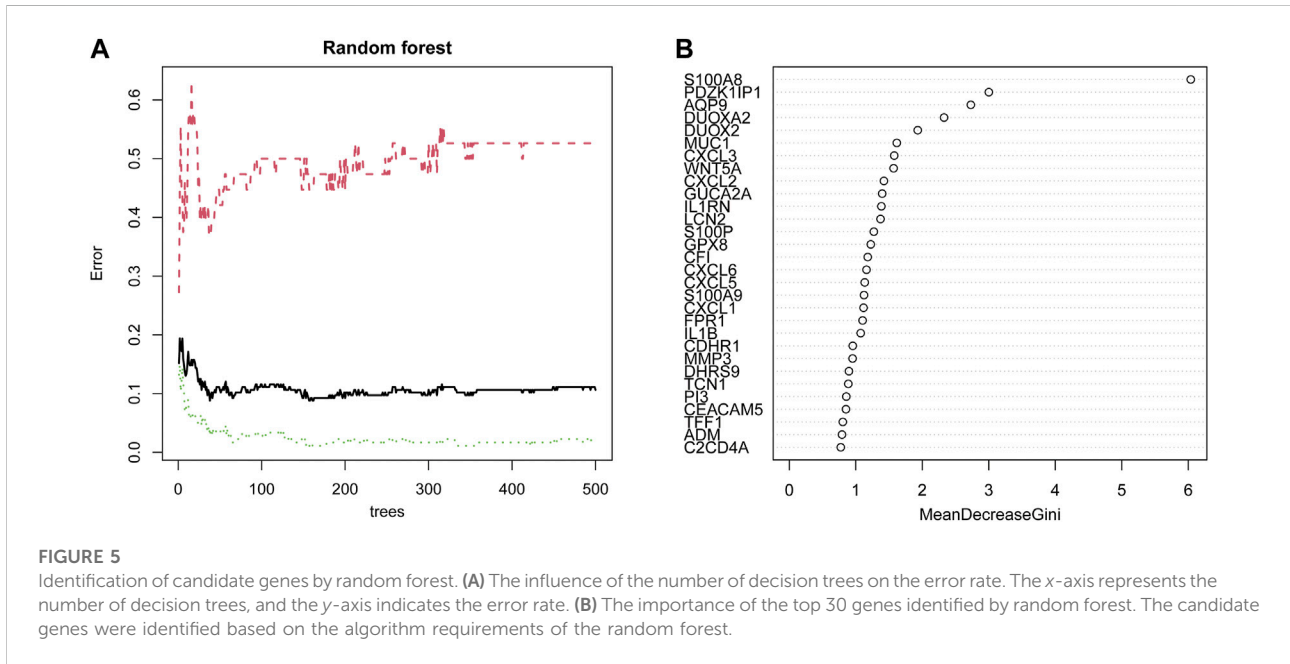 A
Random forest
Error
0.0
0.1
0.2
0.3
0.4
0.5
0.6
0 100 200 300 400 500
trees
B
S100A8
PDZK1IP1
AQP9
DUOXA2
DUOX2
MUC1
CXCL3
WNT5A
CXCL2
GUCA2A
IL1RN
LCN2
S100P
GPX8
CFI
CXCL6
CXCL5
S100A9
CXCL1
FPR1
IL1B
CDHR1
MMP3
DHRS9
TCN1
PI3
CEACAM5
TFF1
ADM
C2CD4A
0 1 2 3 4 5 6
MeanDecreaseGini
FIGURE 5
Identification of candidate genes by random forest. (A) The influence of the number of decision trees on the error rate. The x-axis represents the
number of decision trees, and the y-axis indicates the error rate. (B) The importance of the top 30 genes identified by random forest. The candidate
genes were identified based on the algorithm requirements of the random forest.